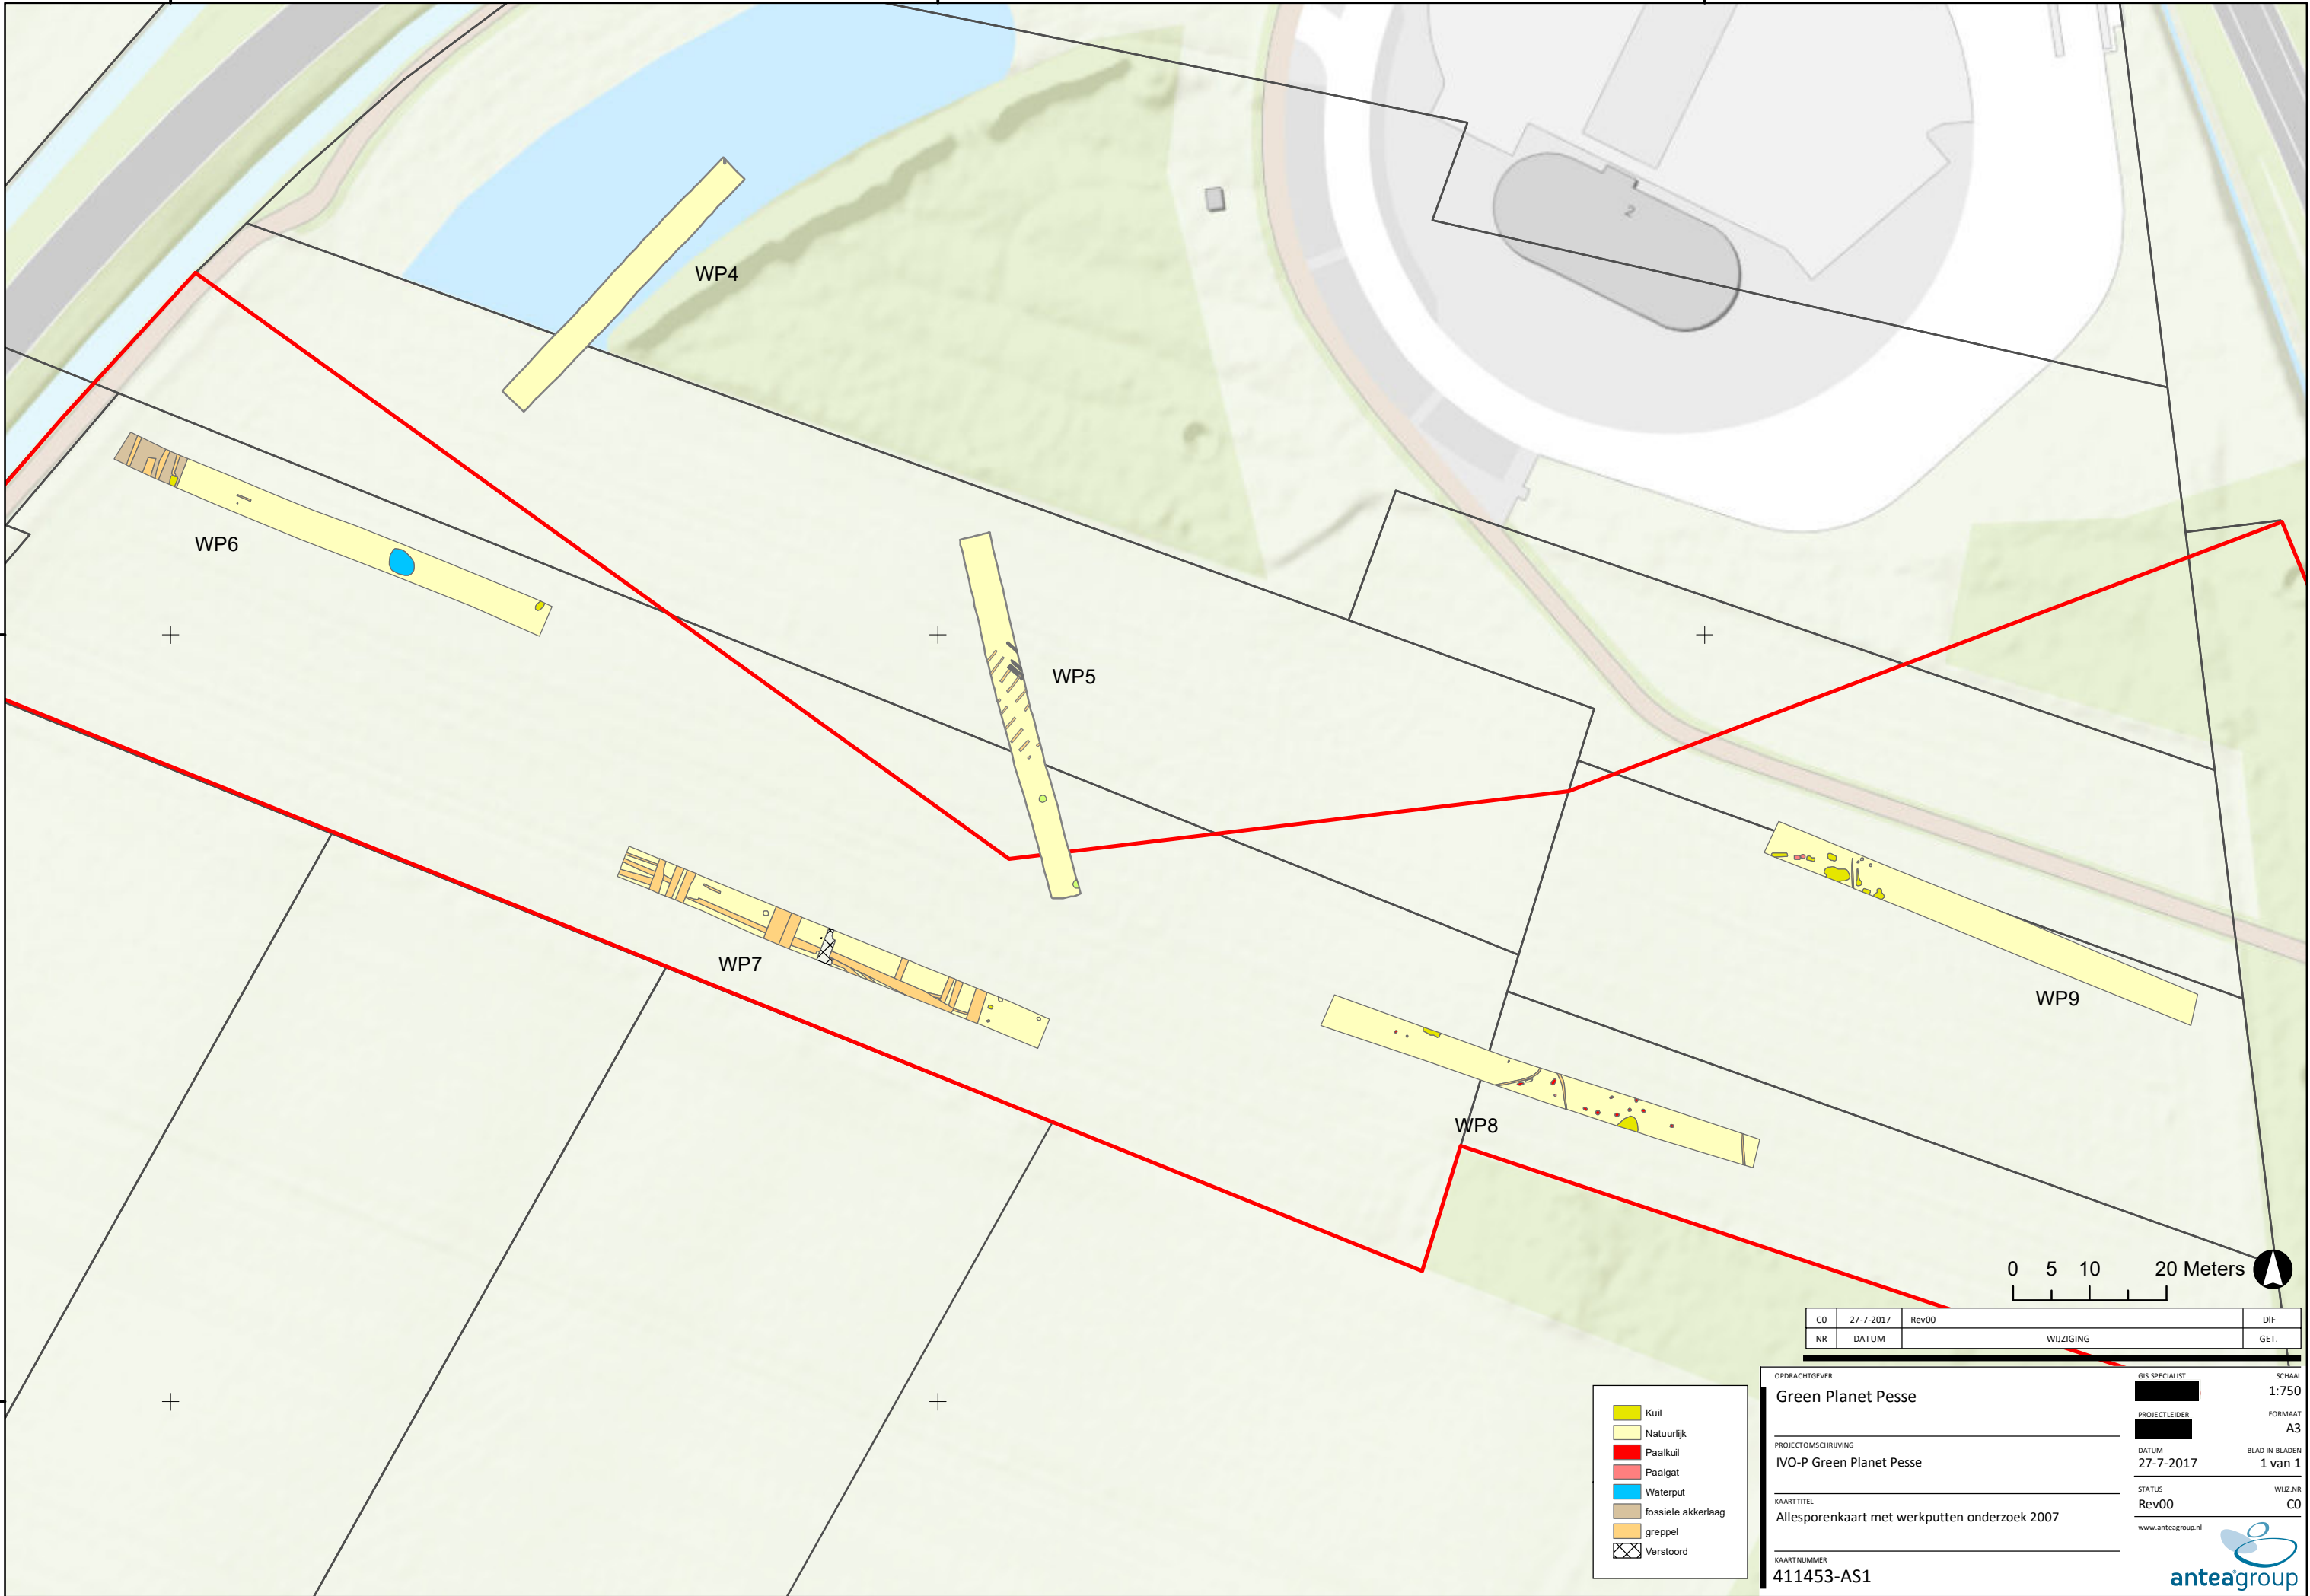 2
WP4
WP6
WP5
WP7
WP9
WP8
0 5 10 20 Meters
C0 27-7-2017 Rev00 DIF
NR DATUM WIJZIGING GET.
Kuil
Natuurlijk
Paalkuil
Paalgat
Waterput
fossiele akkerlaag
greppel
Verstoord
OPDRACHTGEVER
Green Planet Pesse
PROJECTOMSCHRIJVING
IVO-P Green Planet Pesse
KAARTTITEL
Allesporenkaart met werkputten onderzoek 2007
KAARTNUMMER
411453-AS1
GIS SPECIALIST SCHAAL
1:750
PROJECTLEIDER FORMAAT
A3
DATUM BLAD IN BLADEN
27-7-2017 1 van 1
STATUS WIJZ.NR
Rev00 C0
www.anteagroup.nl
anteagroup